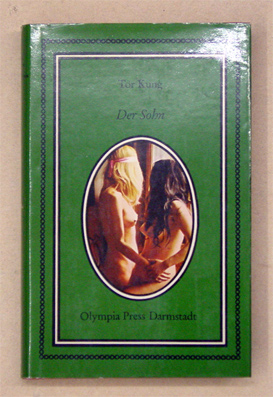 Tor Kung
Der Sohn
Olympia Press Darmstadt